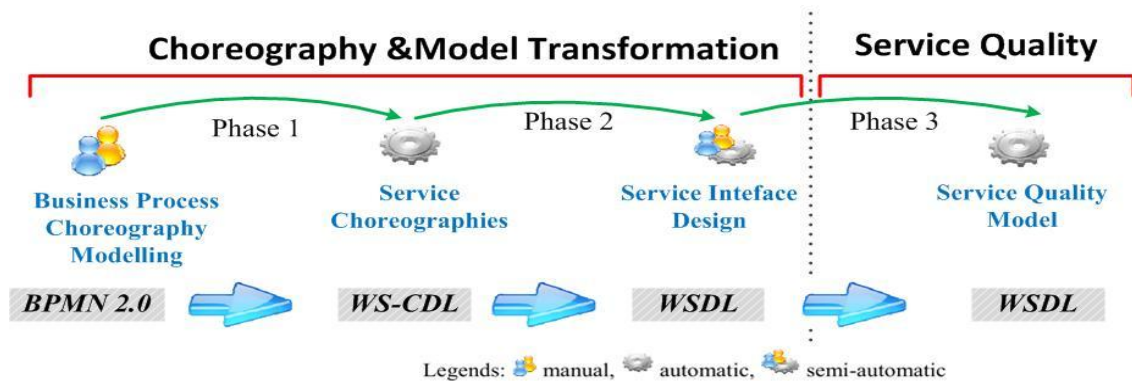 Choreography &Model Transformation
Service Quality
Phase 1
Phase 2
Phase 3
Business Process
Choreography
Modelling
Service
Choreographies
Service Inteface
Design
Service Quality
Model
BPMN 2.0
WS-CDL
WSDL
WSDL
Legends: manual, automatic, semi-automatic